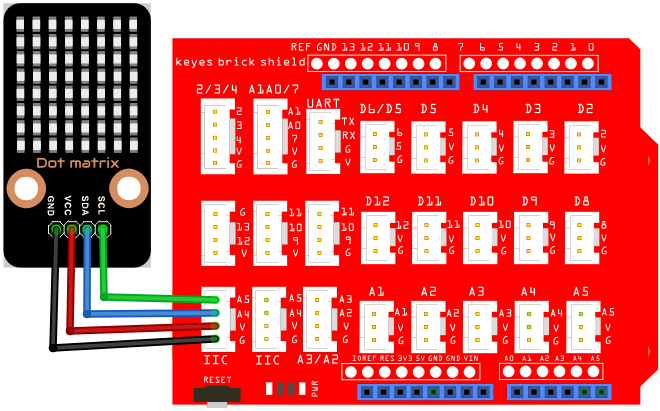 REF GND 13 12 11 10 9 8 7 6 5 4 3 2 1 0
keyes brick shield
2/3/4 A1A0/7 UART D6/D5 D5 D4 D3 D2
2 A1 TX 6 5 4 3 2
3 A0 RX 5 V V V V
4 7 G G G G G G
V V V
G G
Dot matrix
GND VCC SDA SCL
D12 D11 D10 D9 D8
G 11 11 12 11 10 9 8
13 10 10 V V V V V
12 9 9 G G G G G
V V G
A1 A2 A3 A4 A5
A5 A5 A3 A1 A2 A3 A4 A5
A4 A4 A2 V V V V V
V V V G G G G G
G G G
IIC IIC A3/A2
IOREF RES 3V3 5V GND GND VIN A0 A1 A2 A3 A4 A5
RESET
PWR